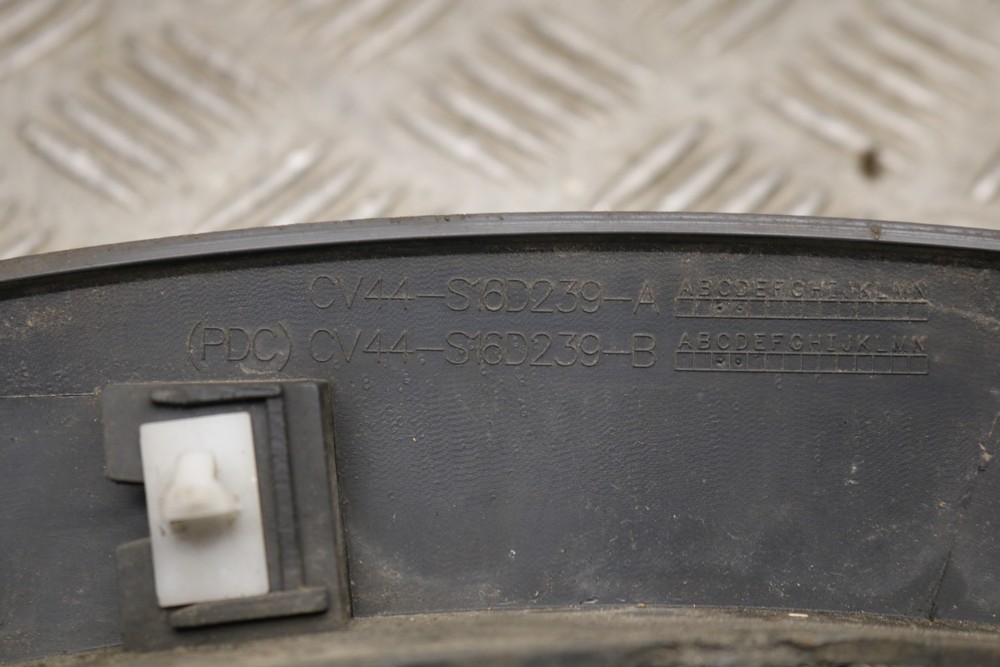 CV44-S16D239-A ABCDEFGHIJKLMN
(PDC) CV44-S16D239-B ABCDEFGHIJKLMN